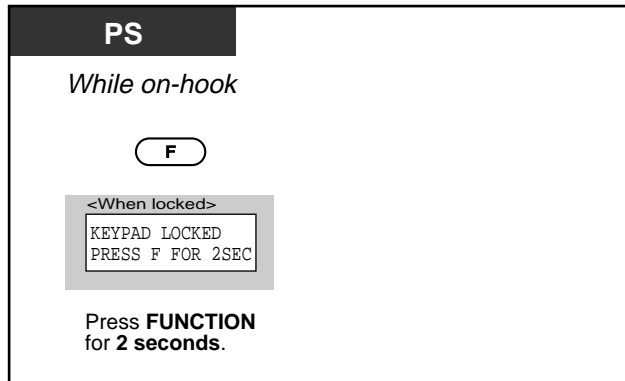 PS
While on-hook
F
<When locked>
KEYPAD LOCKED
PRESS F FOR 2SEC
Press FUNCTION
for 2 seconds.